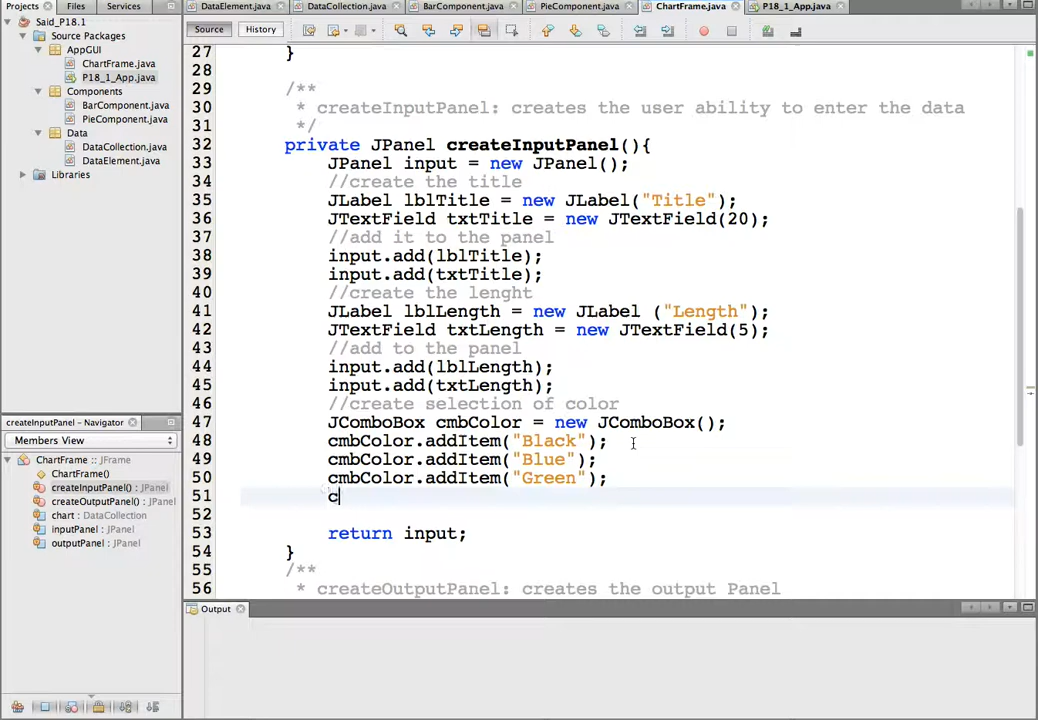 Projects × Files Services
DataElement.java DataCollection.java BarComponent.java PieComponent.java ChartFrame.java P18_1_App.java
Said_P18.1
Source Packages
AppGUI
ChartFrame.java
P18_1_App.java
Components
BarComponent.java
PieComponent.java
Data
DataCollection.java
DataElement.java
Libraries
Source History
27 }
28
29 /**
30 * createInputPanel: creates the user ability to enter the data
31 */
32 private JPanel createInputPanel(){
33 JPanel input = new JPanel();
34 //create the title
35 JLabel lblTitle = new JLabel("Title");
36 JTextField txtTitle = new JTextField(20);
37 //add it to the panel
38 input.add(lblTitle);
39 input.add(txtTitle);
40 //create the lenght
41 JLabel lblLength = new JLabel ("Length");
42 JTextField txtLength = new JTextField(5);
43 //add to the panel
44 input.add(lblLength);
45 input.add(txtLength);
46 //create selection of color
47 JComboBox cmbColor = new JComboBox();
48 cmbColor.addItem("Black");
49 cmbColor.addItem("Blue");
50 cmbColor.addItem("Green");
51 c
52
53 return input;
54 }
55 /**
56 * createOutputPanel: creates the output Panel
createInputPanel - Navigator
Members View
ChartFrame :: JFrame
ChartFrame()
createInputPanel() : JPanel
createOutputPanel() : JPanel
chart : DataCollection
inputPanel : JPanel
outputPanel : JPanel
Output